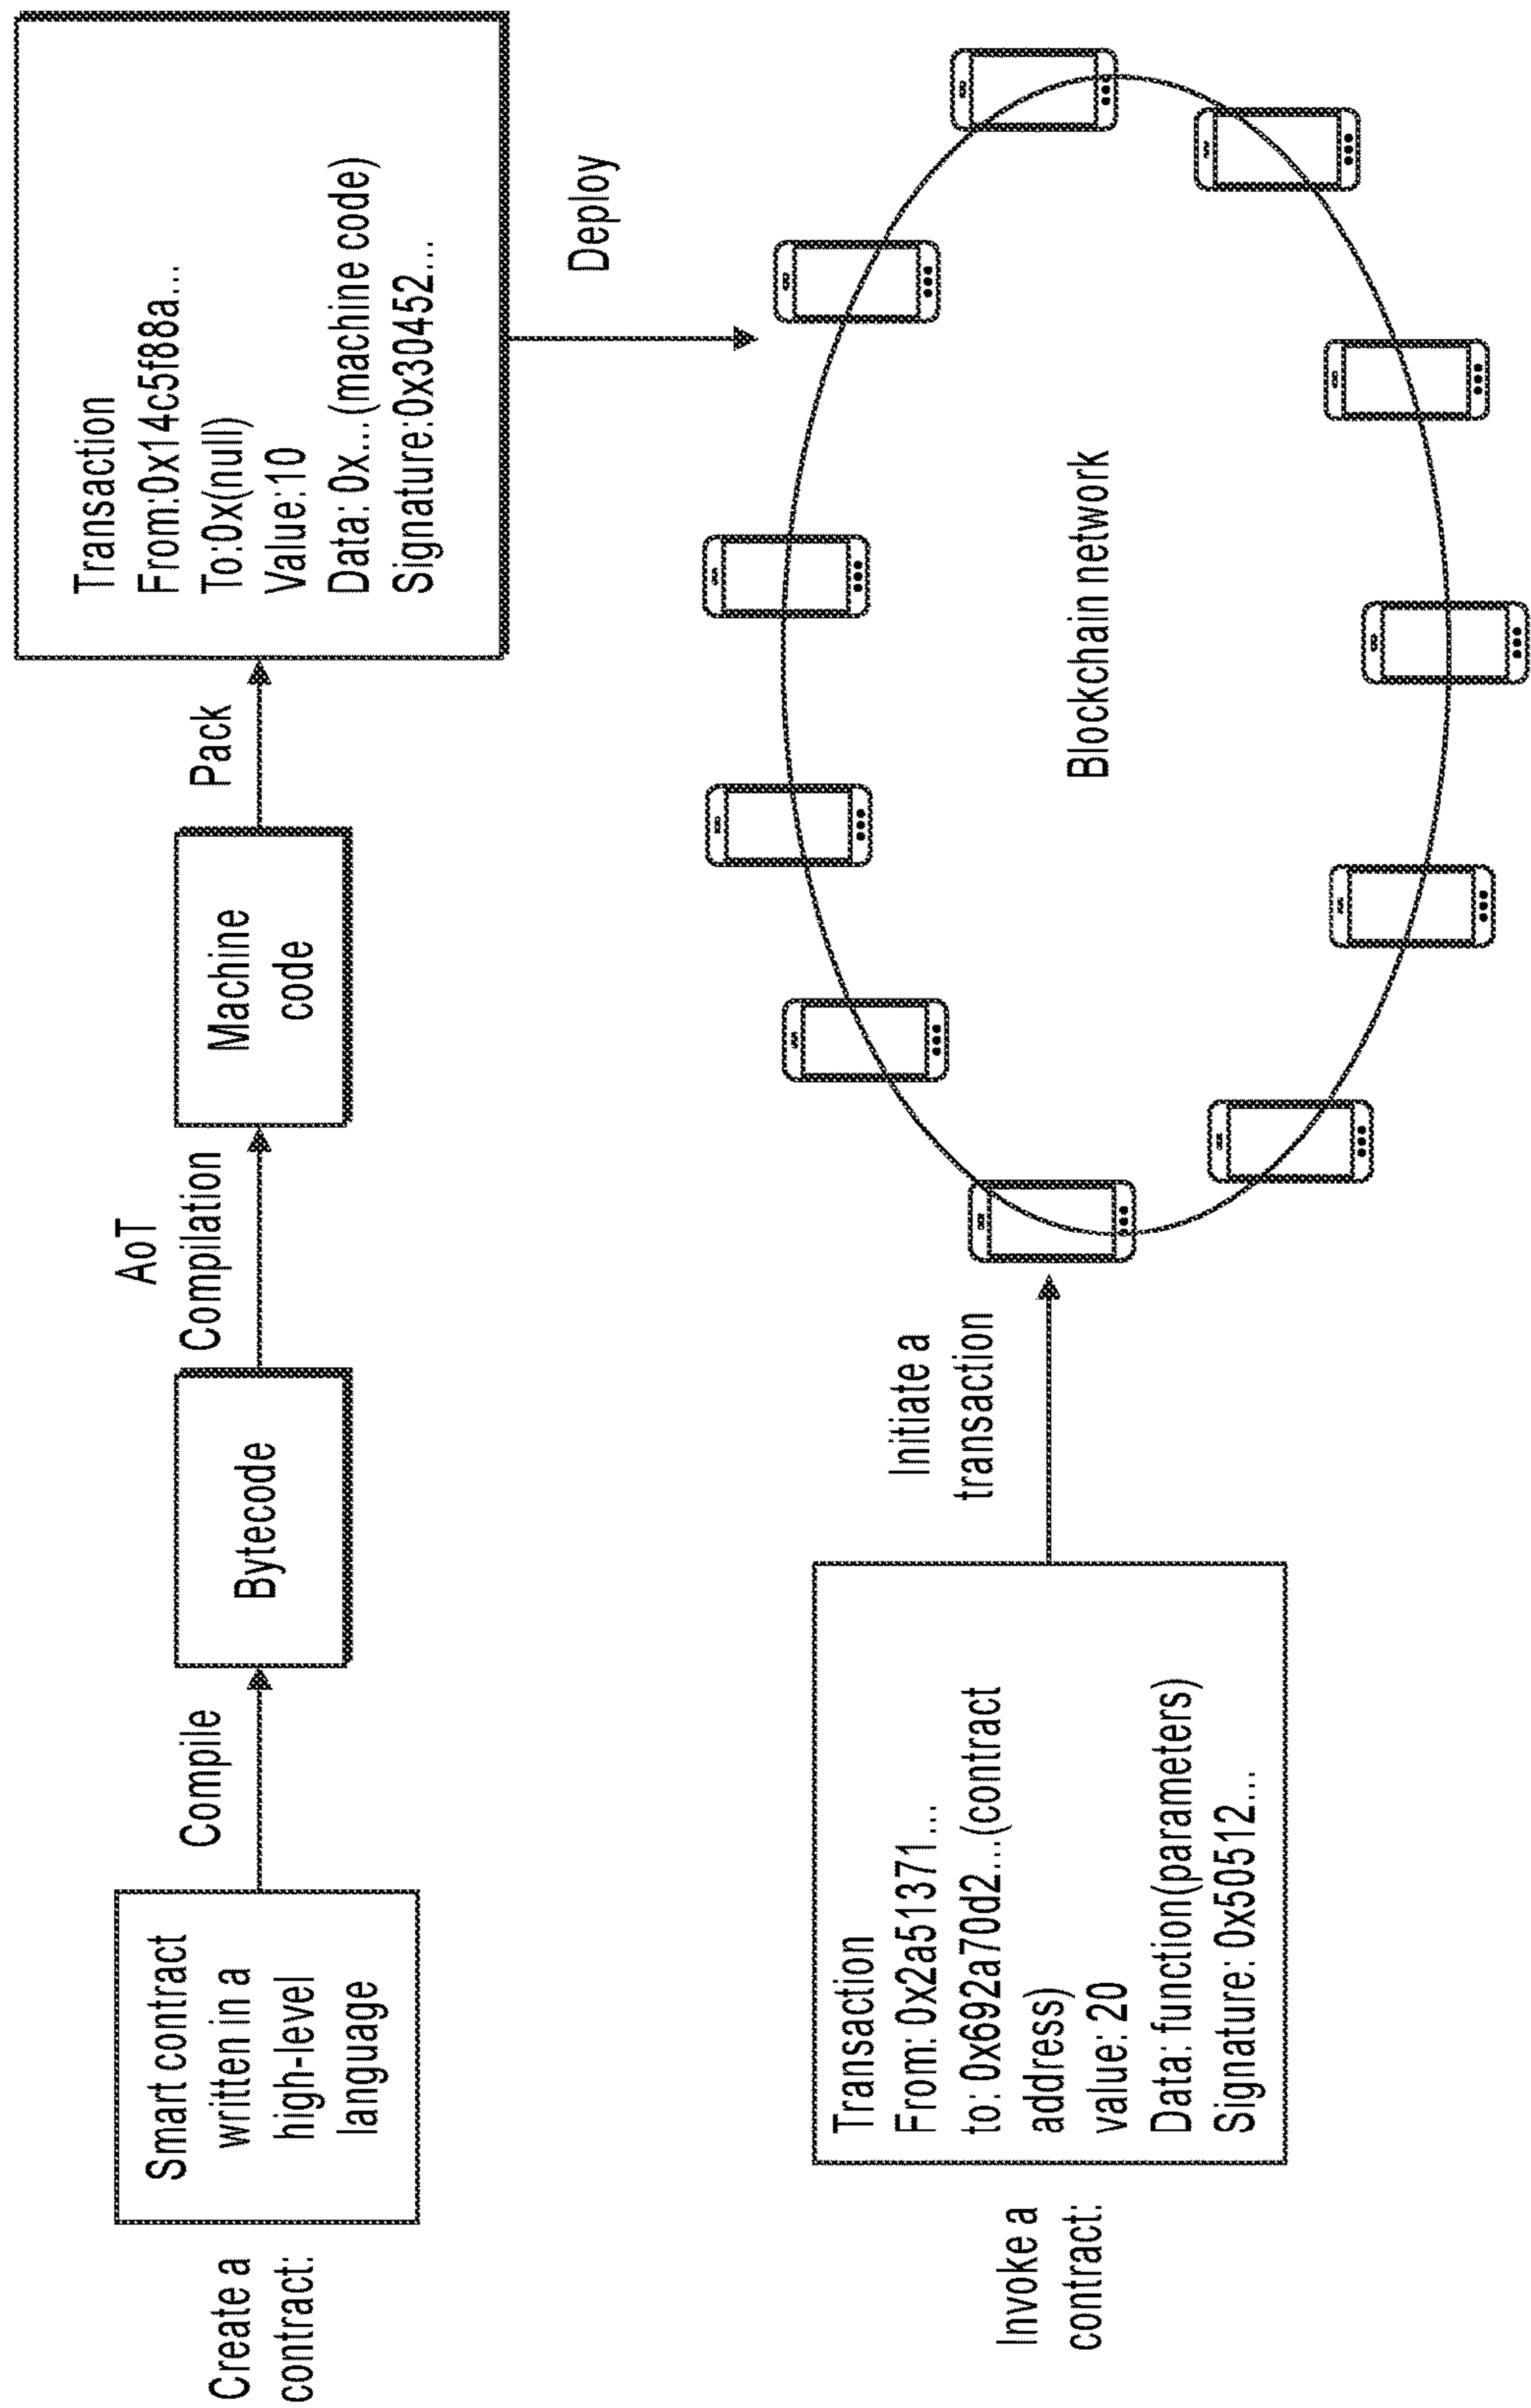 Create a
contract:
Smart contract
written in a
high-level
language
Compile
Bytecode
AoT
Compilation
Machine
code
Pack
Transaction
From:0x14c5f88a...
To:0x(null)
Value:10
Data: 0x...(machine code)
Signature:0x30452...
Deploy
Invoke a
contract:
Transaction
From: 0x2a51371...
to: 0x692a70d2...(contract
address)
value: 20
Data: function(parameters)
Signature: 0x50512...
Initiate a
transaction
Blockchain network